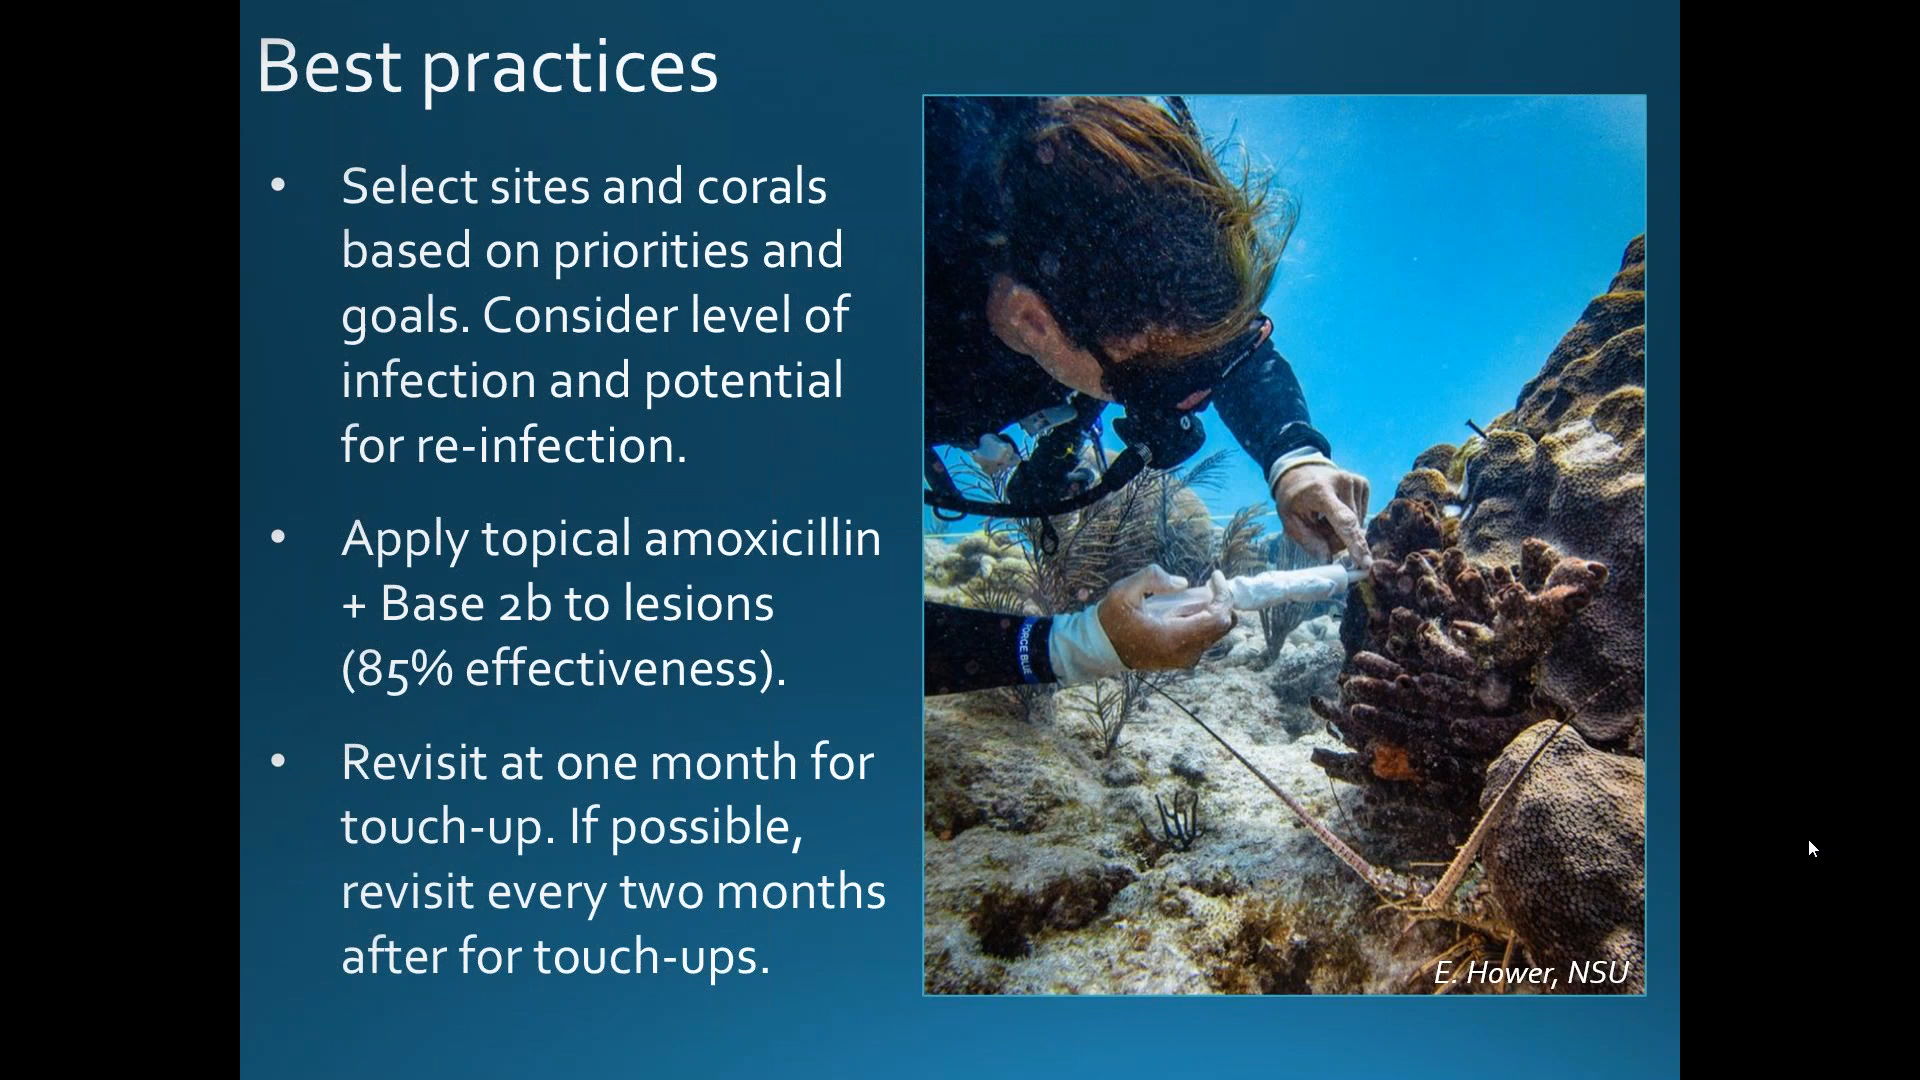 Best practices
• Select sites and corals
based on priorities and
goals. Consider level of
infection and potential
for re-infection.
• Apply topical amoxicillin
+ Base 2b to lesions
(85% effectiveness).
• Revisit at one month for
touch-up. If possible,
revisit every two months
after for touch-ups.
FORCE BLUE
E. Hower, NSU